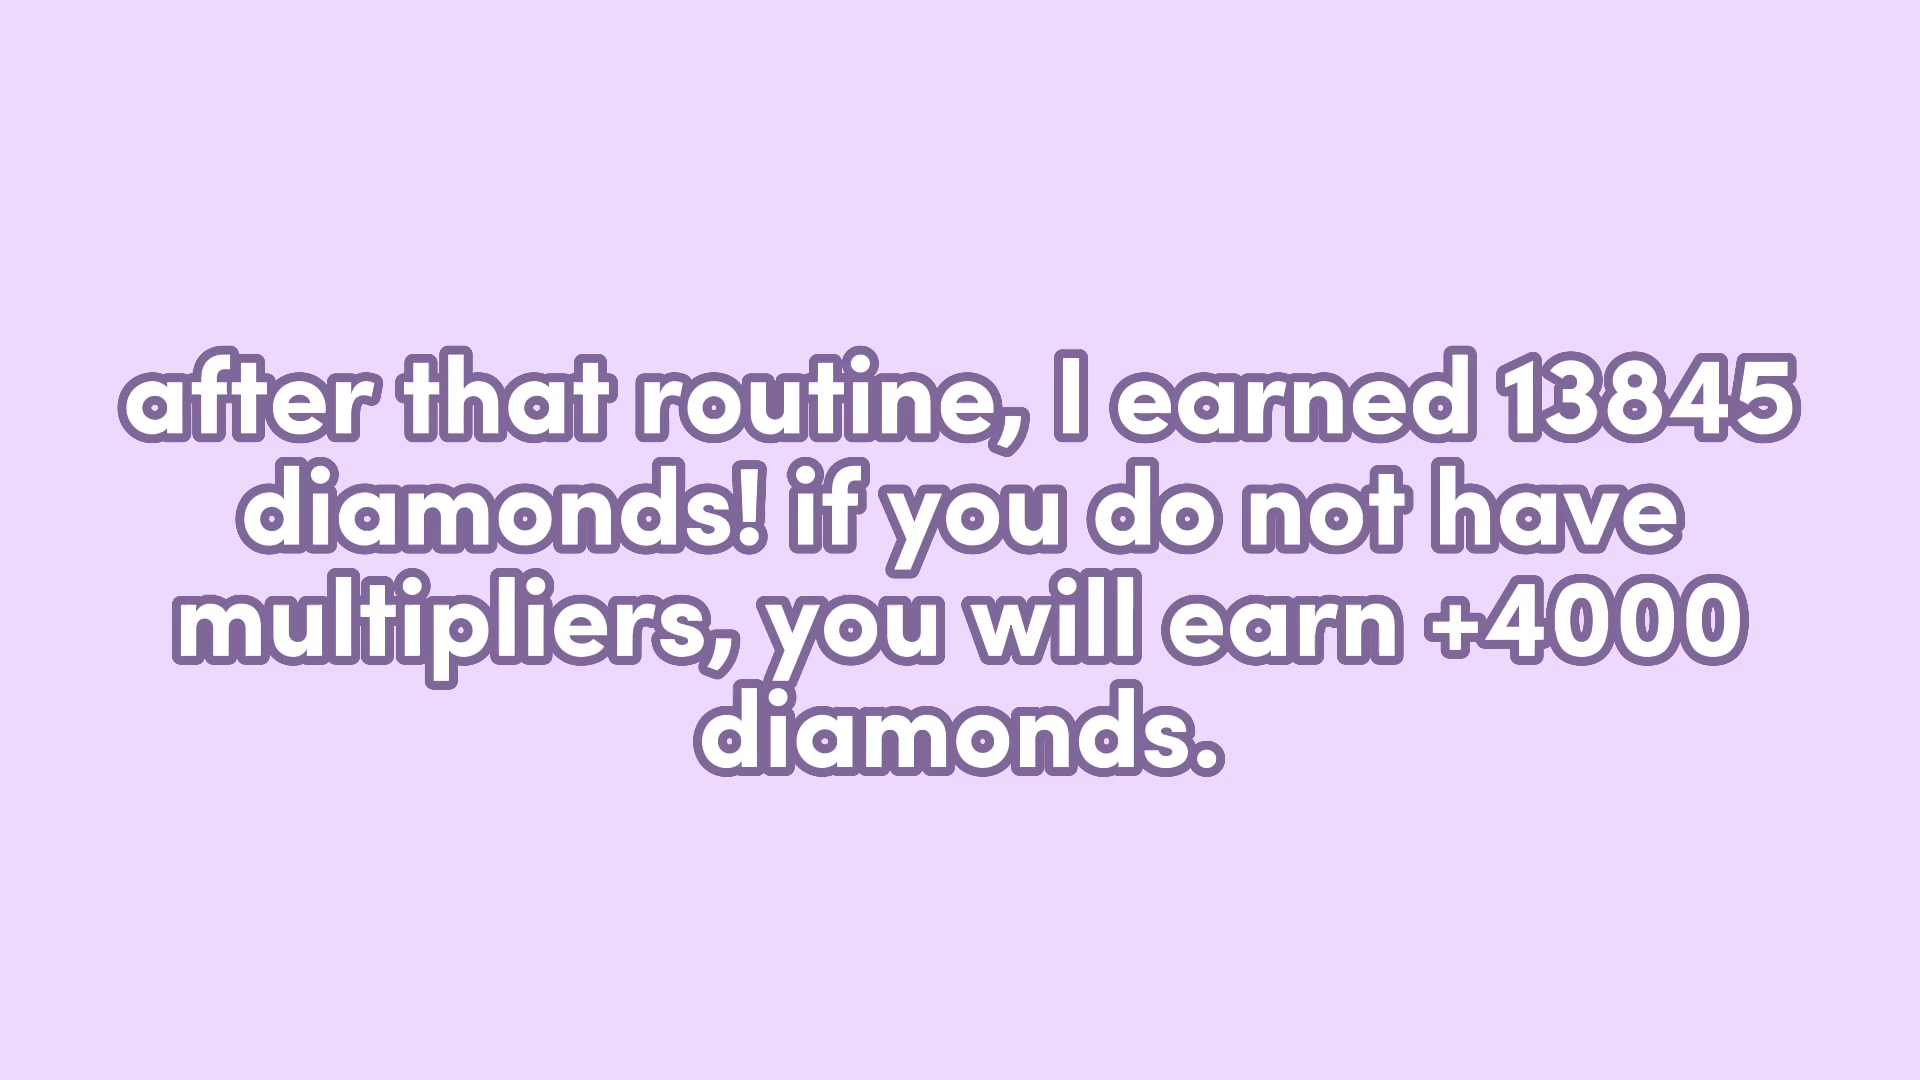 after that routine, I earned 13845
diamonds! if you do not have
multipliers, you will earn +4000
diamonds.